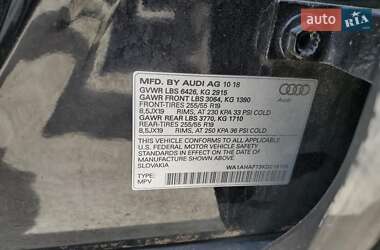 auto RIA .com
MFD. BY AUDI AG 10-18
GVWR LBS 6426, KG 2915
GAWR FRONT LBS 3064, KG 1390
FRONT-TIRES 255/55 R19
8,5JX19 RIMS, AT 230 KPA 33 PSI COLD
GAWR REAR LBS 3770, KG 1710
REAR-TIRES 255/55 R19
8,5JX19 RIMS, AT 250 KPA 36 PSI COLD
Audi
THIS VEHICLE CONFORMS TO ALL APPLICABLE
U.S. FEDERAL MOTOR VEHICLE SAFETY STANDARDS
IN EFFECT ON THE DATE OF MANUFACTURE SHOWN ABOVE.
SLOVAKIA
TYPE:
MPV